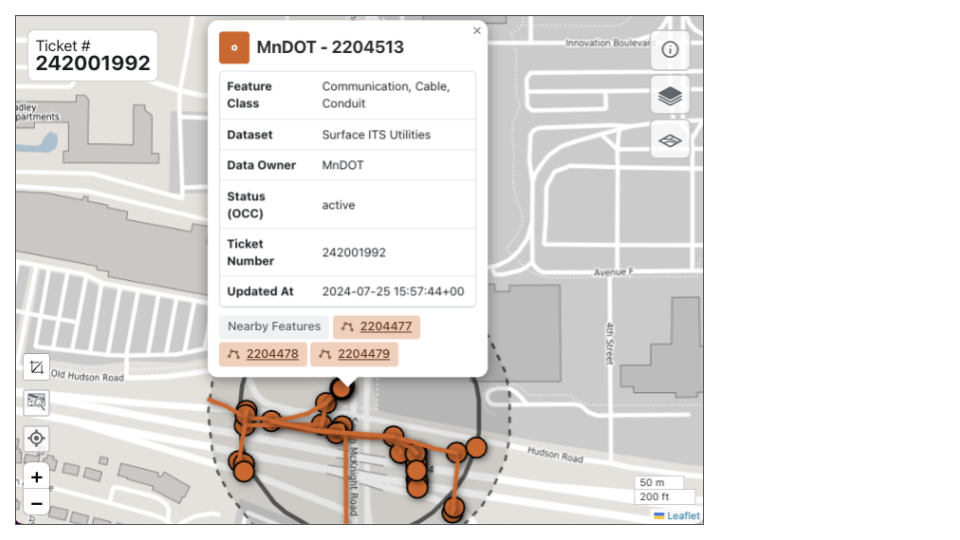 Ticket #
242001992
MnDOT - 2204513
×
Feature Class
Communication, Cable, Conduit
Dataset
Surface ITS Utilities
Data Owner
MnDOT
Status (OCC)
active
Ticket Number
242001992
Updated At
2024-07-25 15:57:44+00
Nearby Features
2204477
2204478
2204479
Innovation Boulevar
adley
partments
Avenue F
4th Street
Old Hudson Road
Hudson Road
McKnight Road
+
−
50 m
200 ft
Leaflet